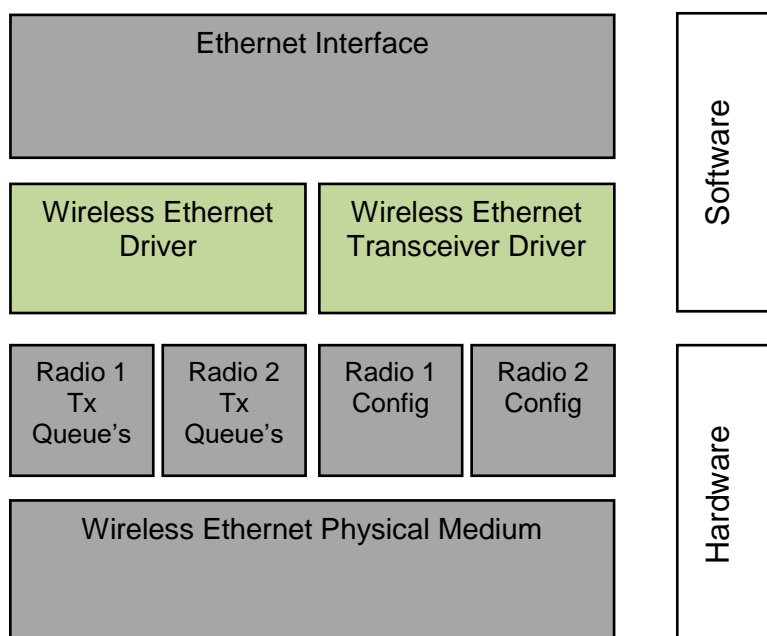 Ethernet Interface
Software
Wireless Ethernet
Driver
Wireless Ethernet
Transceiver Driver
Radio 1
Tx
Queue’s
Radio 2
Tx
Queue’s
Radio 1
Config
Radio 2
Config
Hardware
Wireless Ethernet Physical Medium